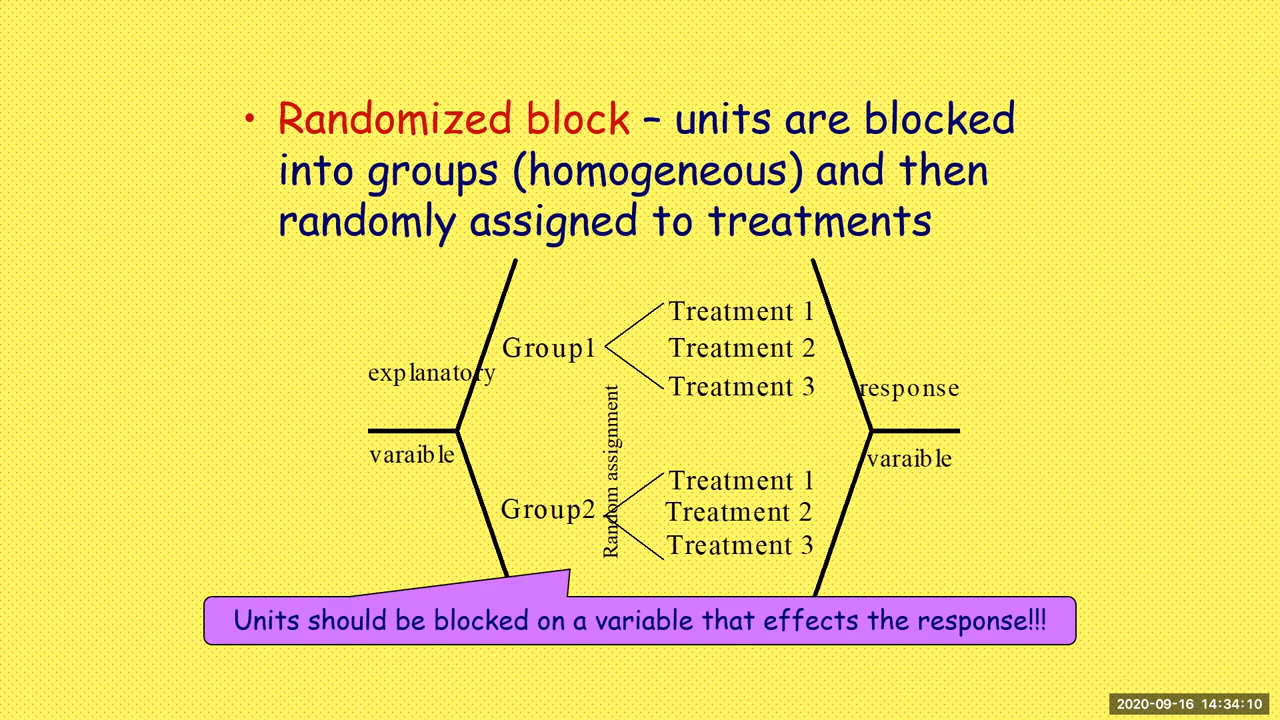 • Randomized block – units are blocked
into groups (homogeneous) and then
randomly assigned to treatments
explanatory
varaible
Group1
Treatment 1
Treatment 2
Treatment 3
Random assignment
Group2
Treatment 1
Treatment 2
Treatment 3
response
varaible
Units should be blocked on a variable that effects the response!!!
2020-09-16 14:34:10